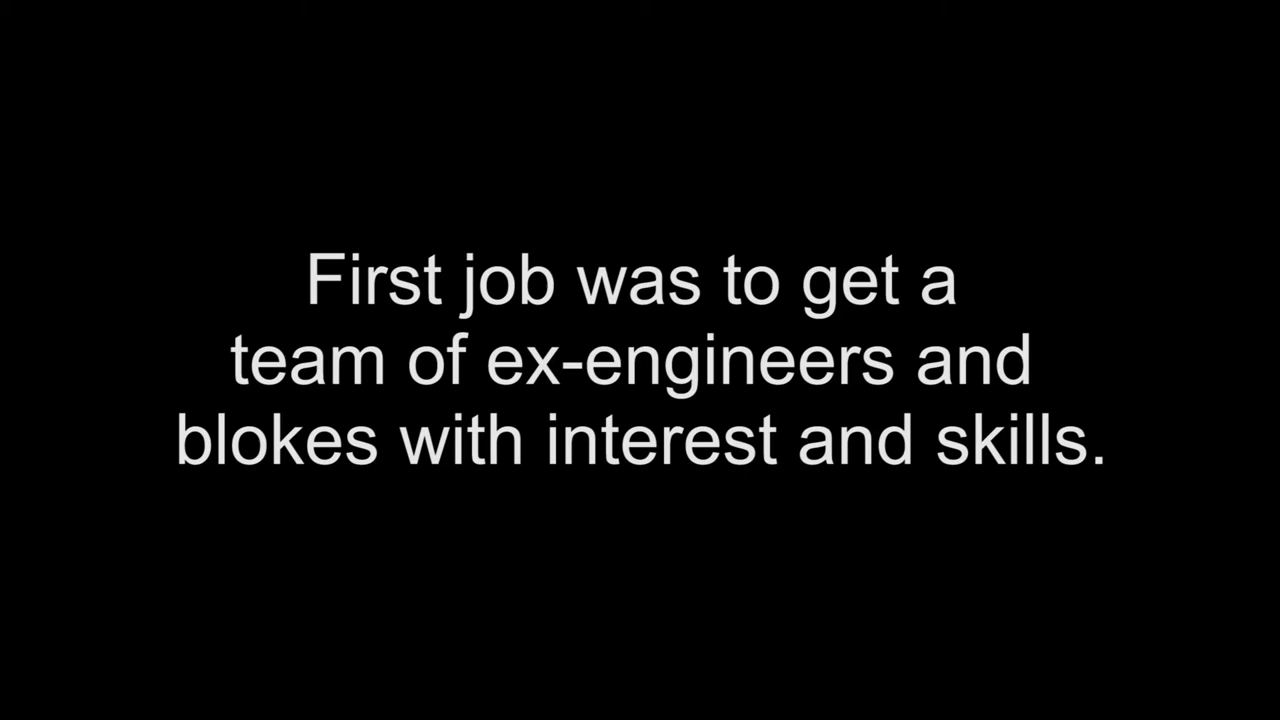 First job was to get a
team of ex-engineers and
blokes with interest and skills.